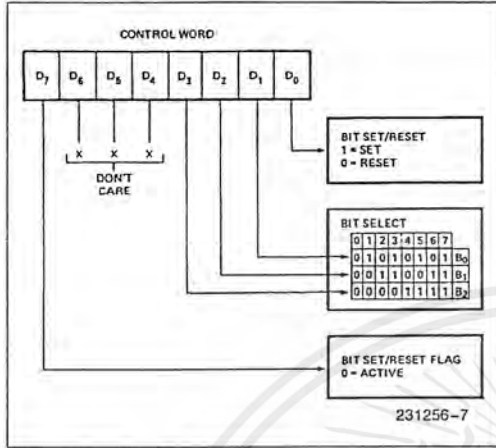 CONTROL WORD
D7 D6 D5 D4 D3 D2 D1 D0
X X X
DON'T
CARE
BIT SET/RESET
1 = SET
0 = RESET
BIT SELECT
0 1 2 3 4 5 6 7
0 1 0 1 0 1 0 1 B0
0 0 1 1 0 0 1 1 B1
0 0 0 0 1 1 1 1 B2
BIT SET/RESET FLAG
0 = ACTIVE
231256-7